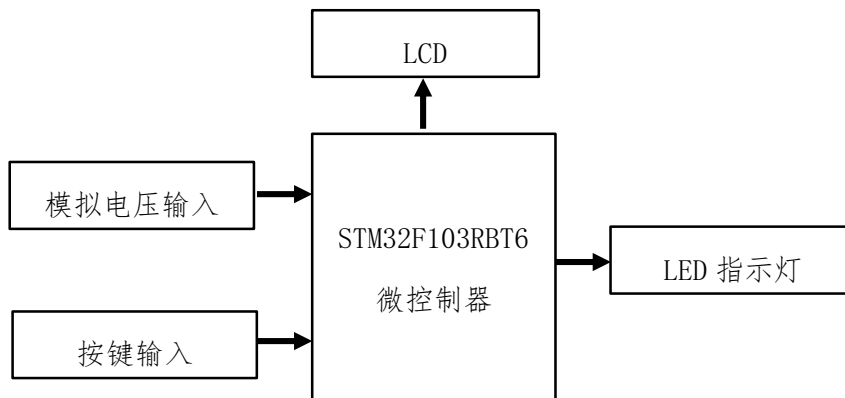 LCD
模拟电压输入
STM32F103RBT6
微控制器
LED 指示灯
按键输入